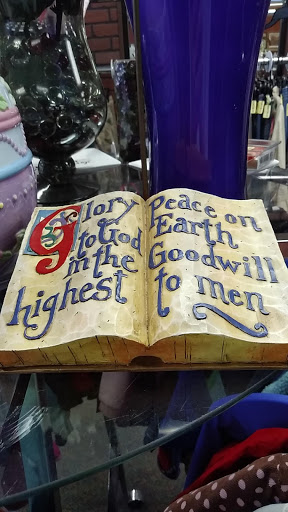 Glory
to God
in the
highest
Peace on
Earth
Goodwill
to men